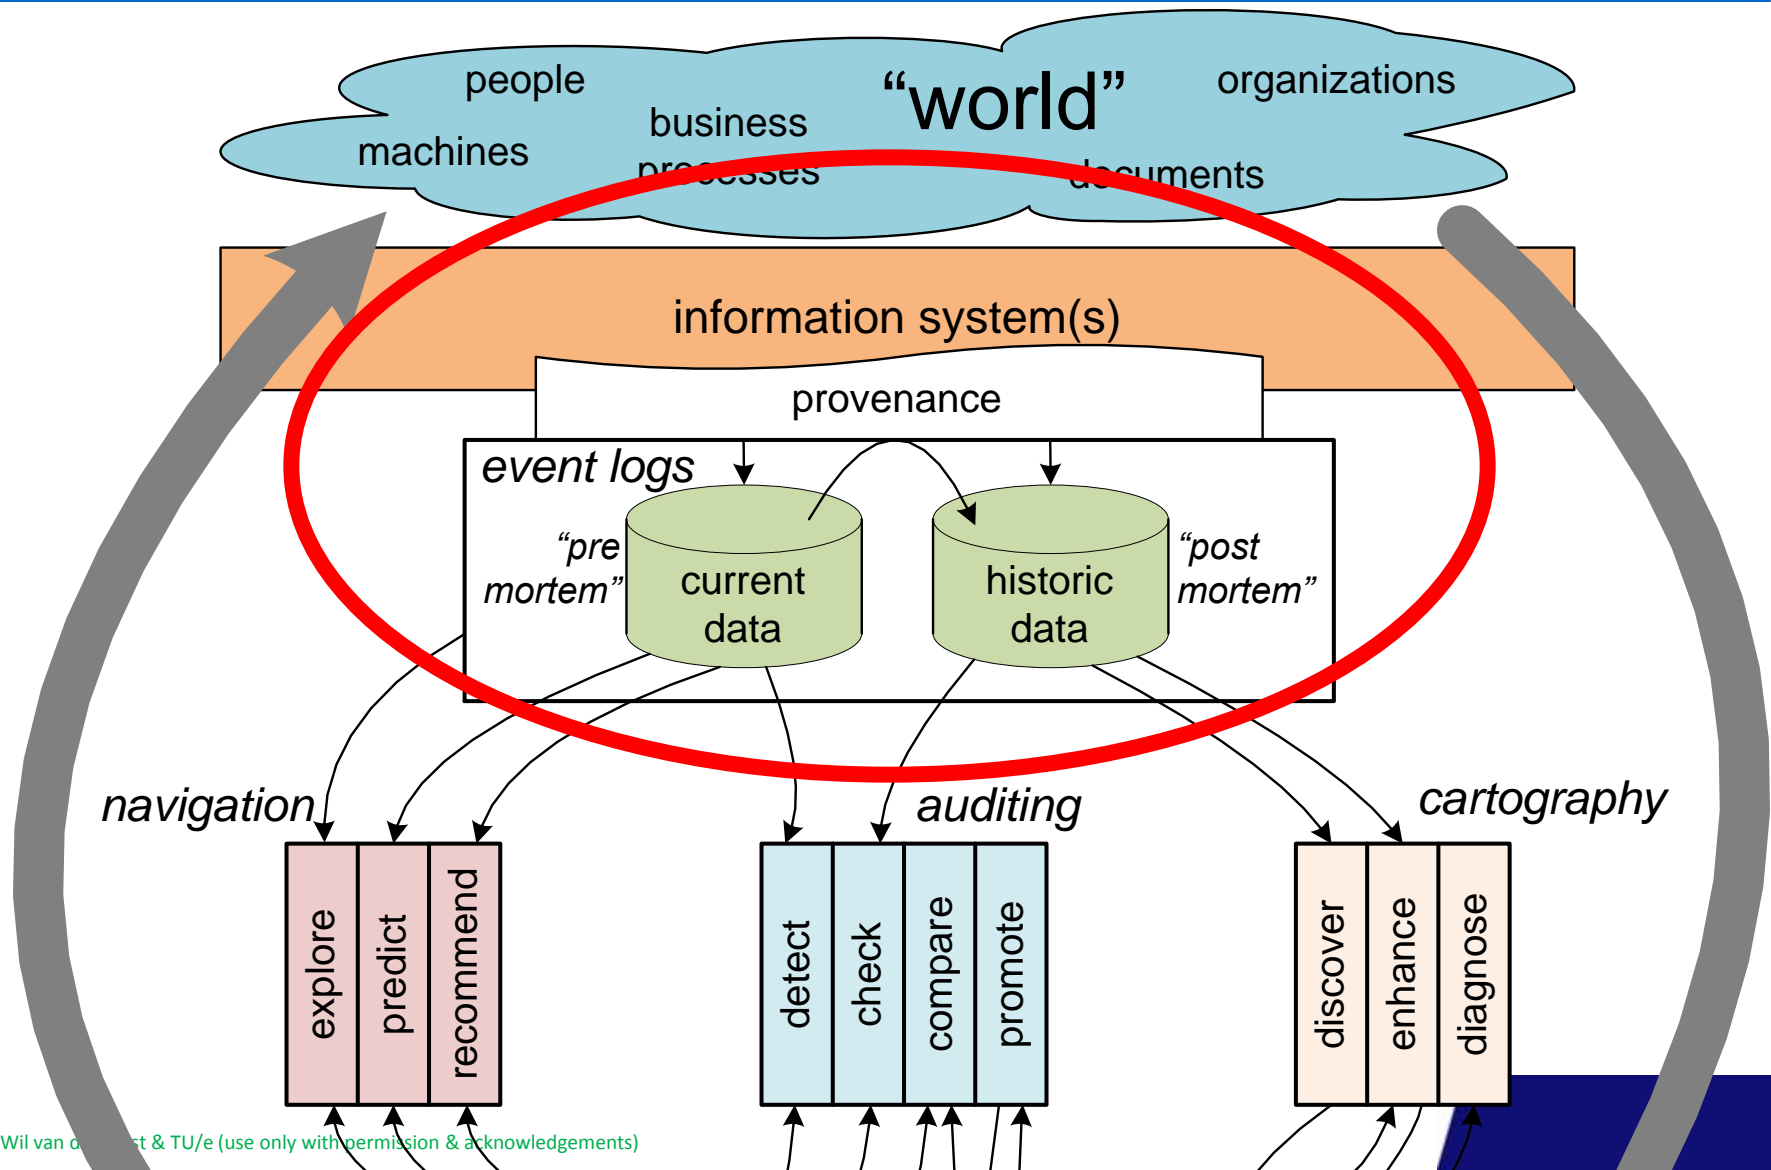 people
“world”
organizations
business
processes
machines
documents
information system(s)
provenance
event logs
“pre
mortem”
current
data
historic
data
“post
mortem”
navigation
auditing
cartography
explore
predict
recommend
detect
check
compare
promote
discover
enhance
diagnose
Wil van & TU/e (use only with permission & acknowledgements)